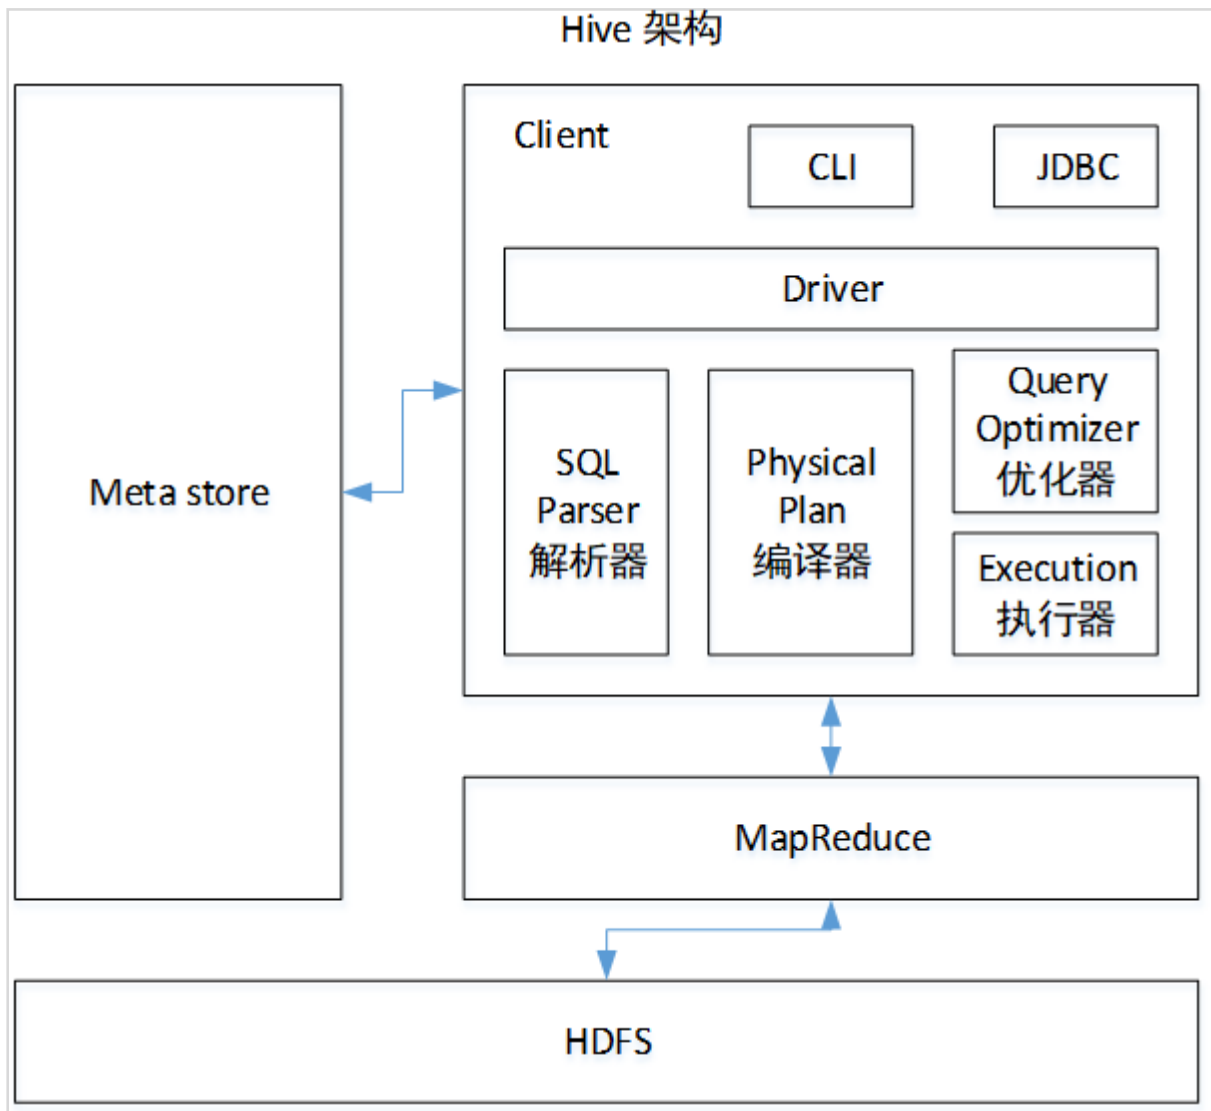 Hive 架构
Client
CLI
JDBC
Driver
Meta store
SQL
Parser
解析器
Physical
Plan
编译器
Query
Optimizer
优化器
Execution
执行器
MapReduce
HDFS